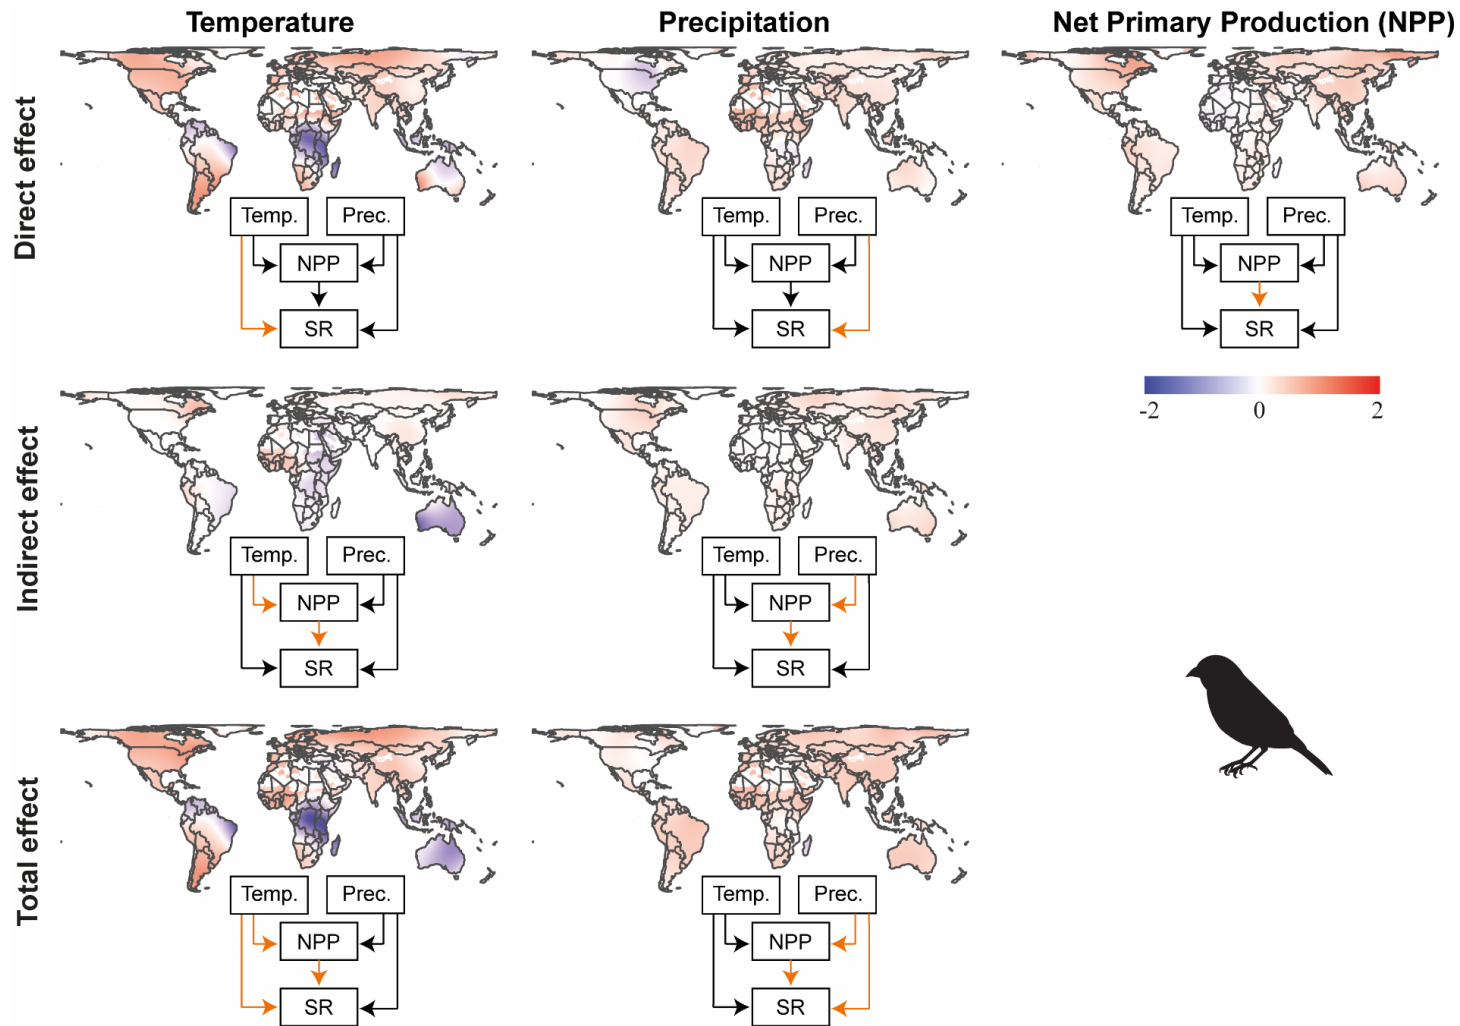 Temperature
Precipitation
Net Primary Production (NPP)
Direct effect
Temp.
Prec.
NPP
SR
Temp.
Prec.
NPP
SR
Temp.
Prec.
NPP
SR
-2
0
2
Indirect effect
Temp.
Prec.
NPP
SR
Temp.
Prec.
NPP
SR
Total effect
Temp.
Prec.
NPP
SR
Temp.
Prec.
NPP
SR